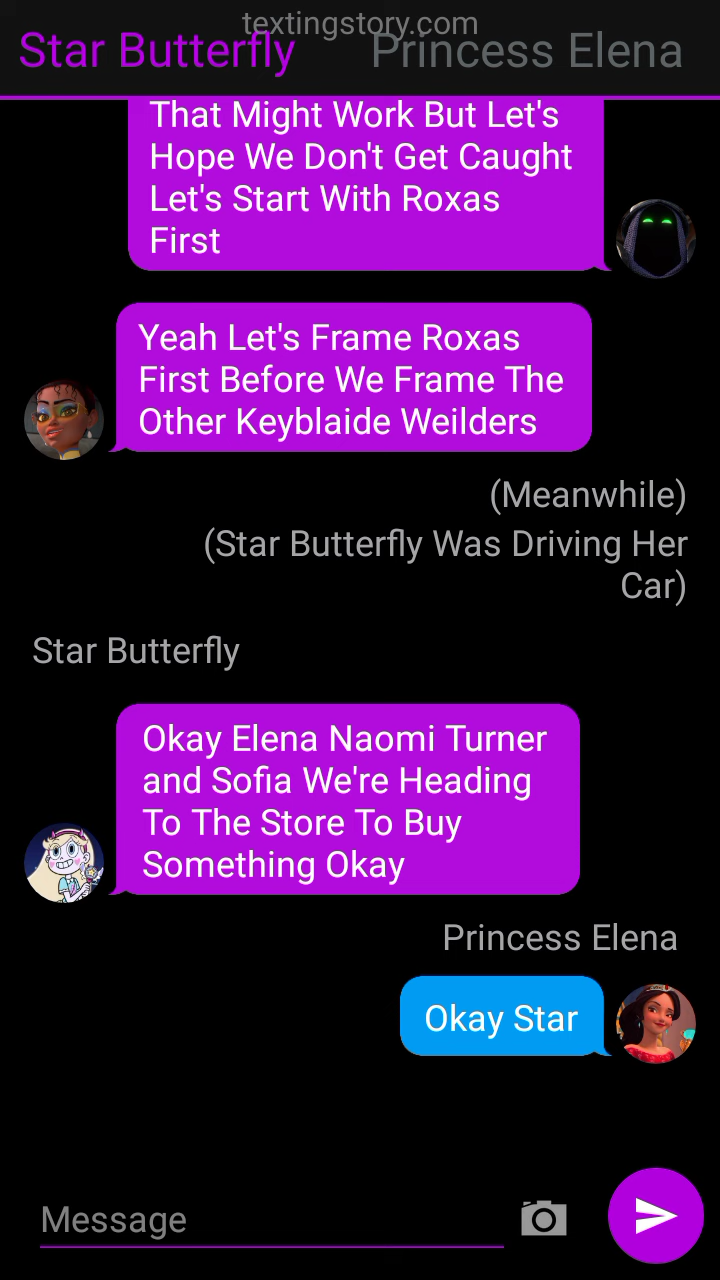 textingstory.com
Star Butterfly
Princess Elena
That Might Work But Let's
Hope We Don't Get Caught
Let's Start With Roxas
First
Yeah Let's Frame Roxas
First Before We Frame The
Other Keyblaide Weilders
(Meanwhile)
(Star Butterfly Was Driving Her
Car)
Star Butterfly
Okay Elena Naomi Turner
and Sofia We're Heading
To The Store To Buy
Something Okay
Princess Elena
Okay Star
Message